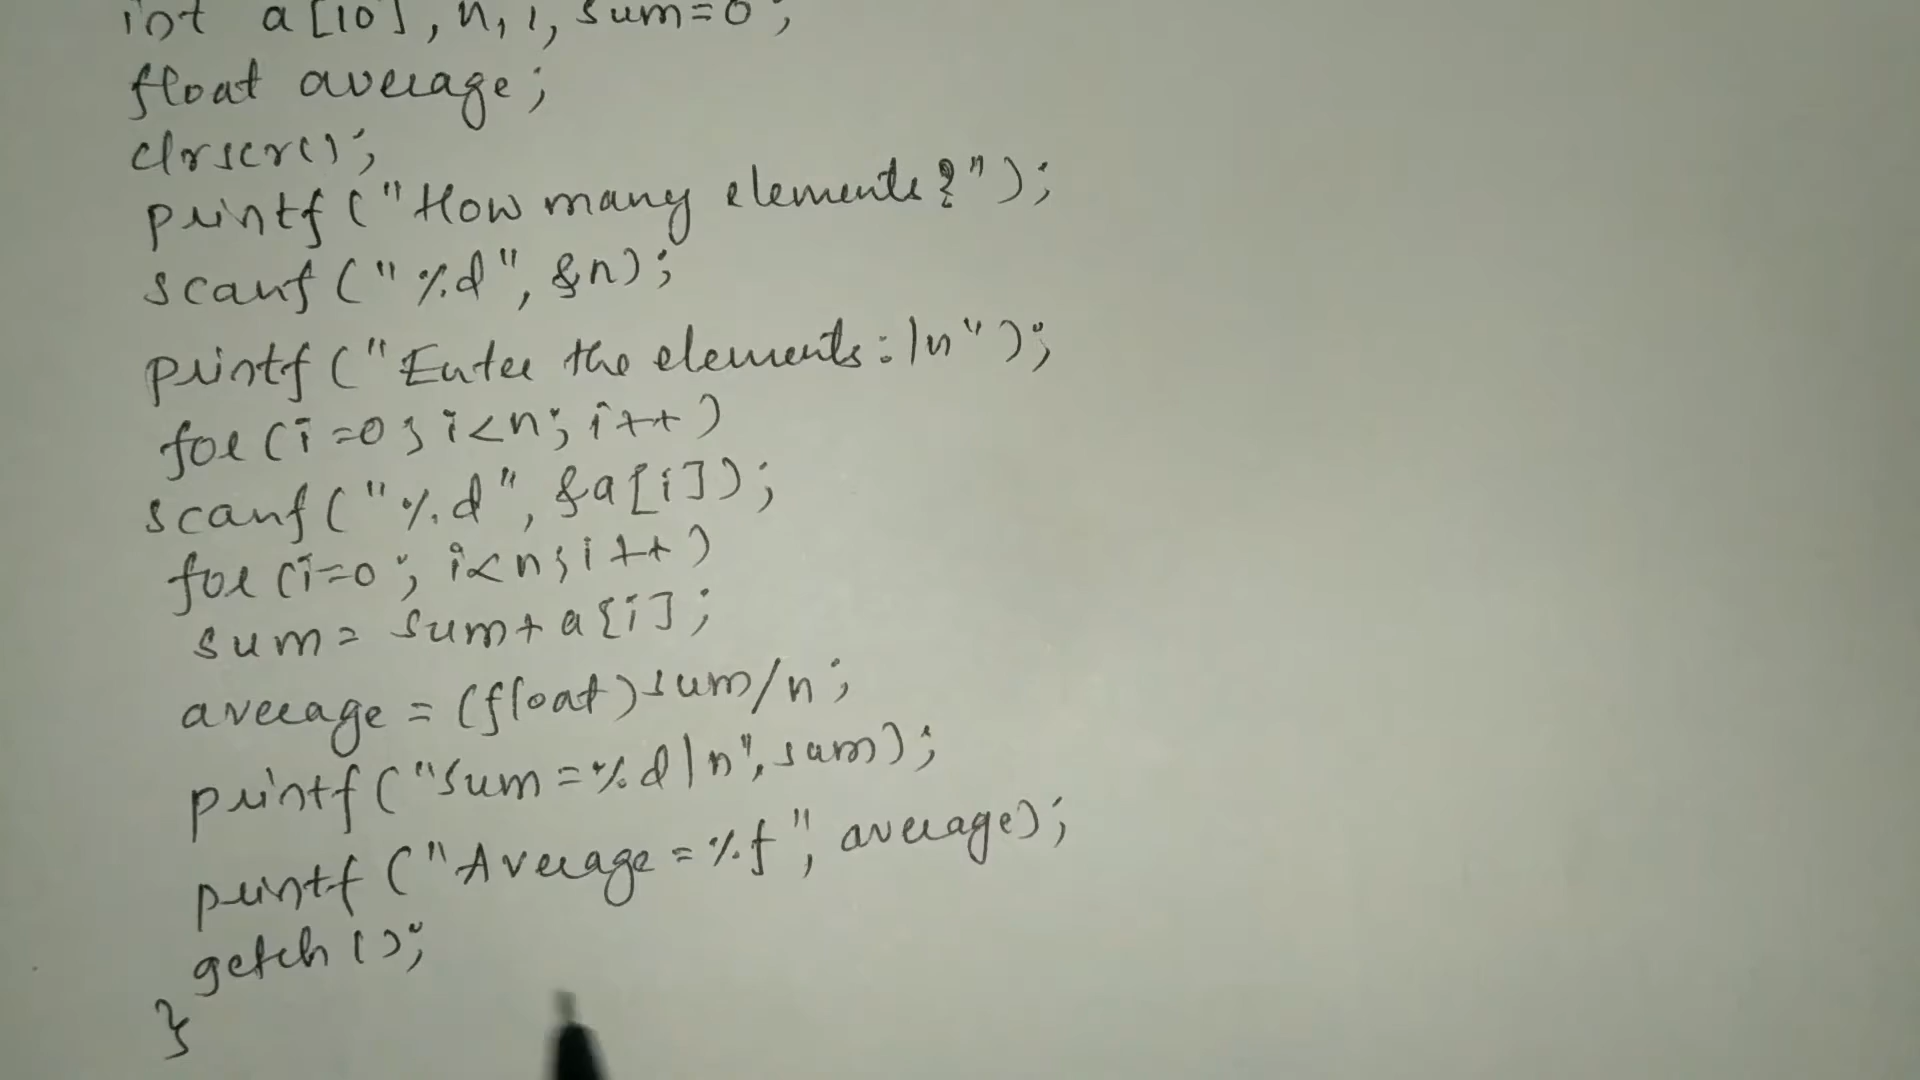 int a[10], n, i, sum=0;
float average;
clrscr();
printf("How many elements?");
scanf("%d", &n);
printf("Enter the elements:\n");
for(i=0; i<n; i++)
scanf("%d", &a[i]);
for(i=0; i<n; i++)
sum= sum+a[i];
average = (float)sum/n;
printf("Sum=%d\n", sum);
printf("Average=%f", average);
getch();
}